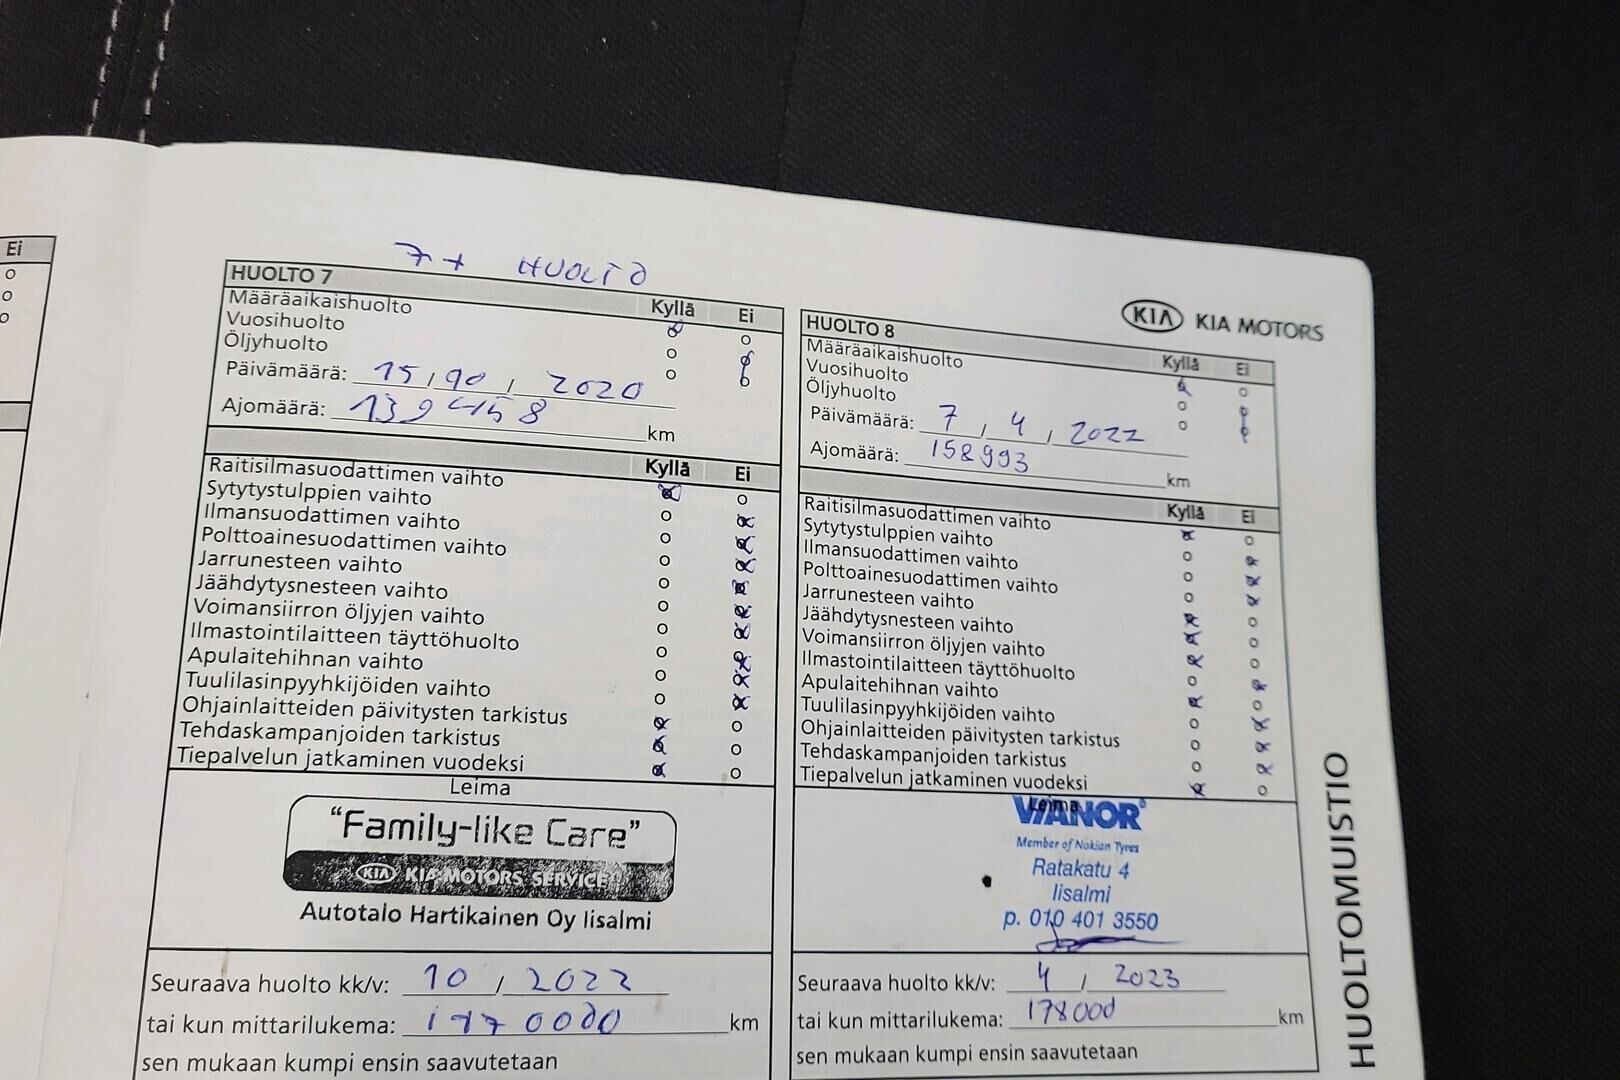 Ei
7+ HUOLTO
HUOLTO 7
Kyllä Ei
Määräaikaishuolto
Vuosihuolto
Öljyhuolto
Päivämäärä: 15 / 10 / 2020
Ajomäärä: 139458 km
Kyllä Ei
Raitisilmasuodattimen vaihto
Sytytystulppien vaihto
Ilmansuodattimen vaihto
Polttoainesuodattimen vaihto
Jarrunesteen vaihto
Jäähdytysnesteen vaihto
Voimansiirron öljyjen vaihto
Ilmastointilaitteen täyttöhuolto
Apulaitehihnan vaihto
Tuulilasinpyyhkijöiden vaihto
Ohjainlaitteiden päivitysten tarkistus
Tehdaskampanjoiden tarkistus
Tiepalvelun jatkaminen vuodeksi
Leima
"Family-like Care"
KIA KIA MOTORS SERVICE
Autotalo Hartikainen Oy Iisalmi
Seuraava huolto kk/v: 10 / 2022
tai kun mittarilukema: km
sen mukaan kumpi ensin saavutetaan
KIA KIA MOTORS
HUOLTO 8
Kyllä Ei
Määräaikaishuolto
Vuosihuolto
Öljyhuolto
Päivämäärä: 7 / 4 / 2022
Ajomäärä: 158993 km
Kyllä Ei
Raitisilmasuodattimen vaihto
Sytytystulppien vaihto
Ilmansuodattimen vaihto
Polttoainesuodattimen vaihto
Jarrunesteen vaihto
Jäähdytysnesteen vaihto
Voimansiirron öljyjen vaihto
Ilmastointilaitteen täyttöhuolto
Apulaitehihnan vaihto
Tuulilasinpyyhkijöiden vaihto
Ohjainlaitteiden päivitysten tarkistus
Tehdaskampanjoiden tarkistus
Tiepalvelun jatkaminen vuodeksi
Leima
VIANOR
Member of Nokian Tyres
Ratakatu 4
Iisalmi
p. 010 401 3550
Seuraava huolto kk/v: 4 / 2023
tai kun mittarilukema: 178000 km
sen mukaan kumpi ensin saavutetaan
HUOLTOMUISTIO